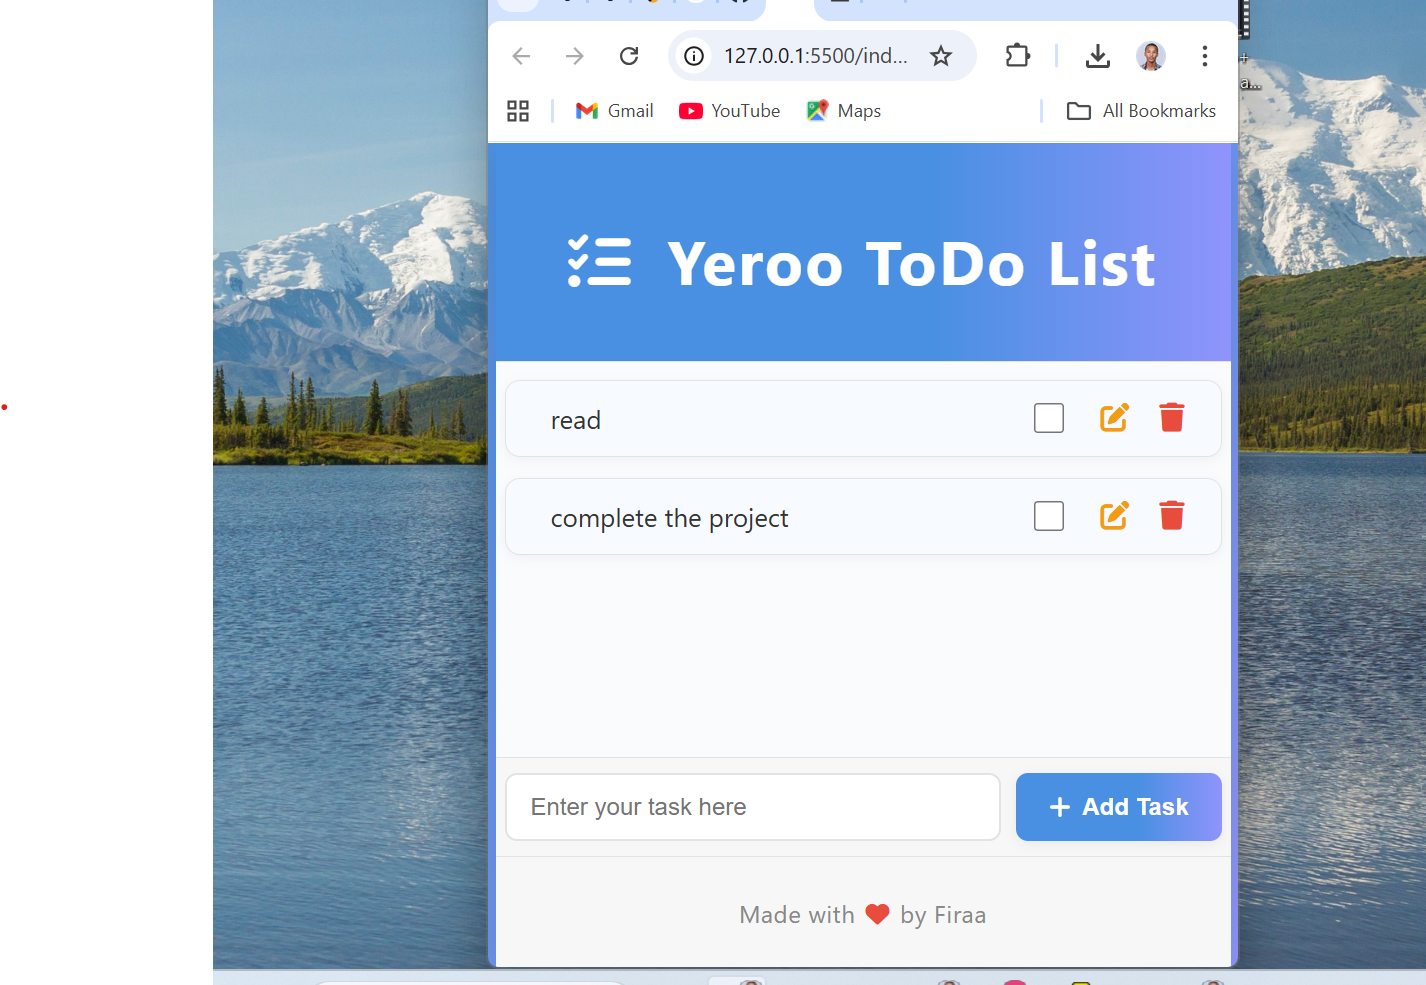 127.0.0.1:5500/ind...
Gmail
YouTube
Maps
All Bookmarks
a...
Yeroo ToDo List
read
complete the project
Enter your task here
+ Add Task
Made with ❤ by Firaa